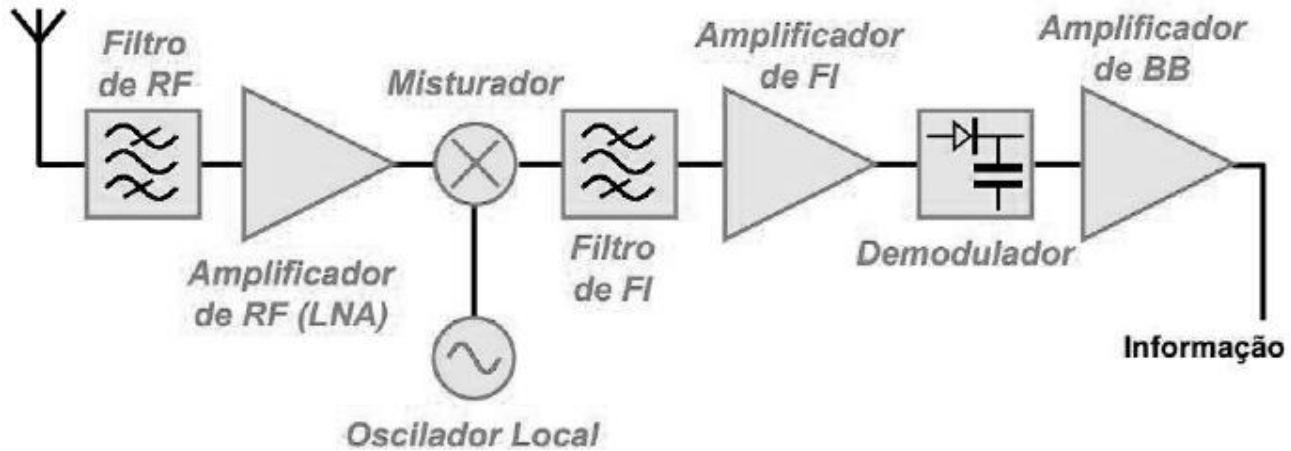 Filtro
de RF
Amplificador
de RF (LNA)
Misturador
Oscilador Local
Filtro
de FI
Amplificador
de FI
Demodulador
Amplificador
de BB
Informação